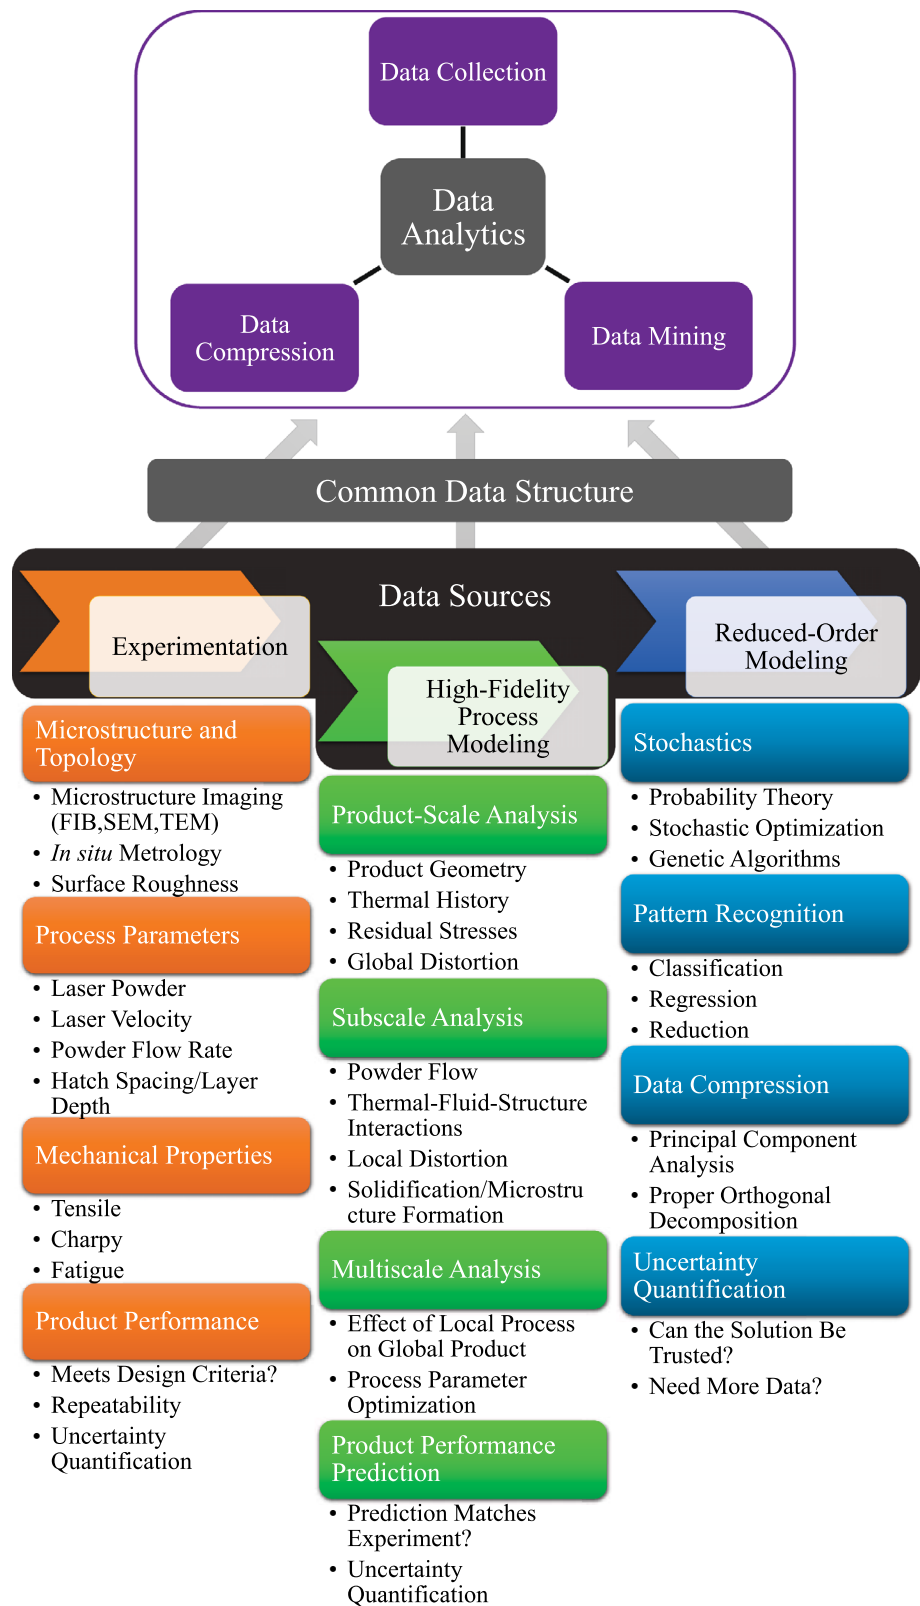 Data Collection
Data
Analytics
Data
Compression
Data Mining
Common Data Structure
Data Sources
Experimentation
High-Fidelity
Process
Modeling
Reduced-Order
Modeling
Microstructure and
Topology
• Microstructure Imaging
(FIB,SEM,TEM)
• In situ Metrology
• Surface Roughness
Process Parameters
• Laser Powder
• Laser Velocity
• Powder Flow Rate
• Hatch Spacing/Layer
Depth
Mechanical Properties
• Tensile
• Charpy
• Fatigue
Product Performance
• Meets Design Criteria?
• Repeatability
• Uncertainty
Quantification
Product-Scale Analysis
• Product Geometry
• Thermal History
• Residual Stresses
• Global Distortion
Subscale Analysis
• Powder Flow
• Thermal-Fluid-Structure
Interactions
• Local Distortion
• Solidification/Microstru
cture Formation
Multiscale Analysis
• Effect of Local Process
on Global Product
• Process Parameter
Optimization
Product Performance
Prediction
• Prediction Matches
Experiment?
• Uncertainty
Quantification
Stochastics
• Probability Theory
• Stochastic Optimization
• Genetic Algorithms
Pattern Recognition
• Classification
• Regression
• Reduction
Data Compression
• Principal Component
Analysis
• Proper Orthogonal
Decomposition
Uncertainty
Quantification
• Can the Solution Be
Trusted?
• Need More Data?